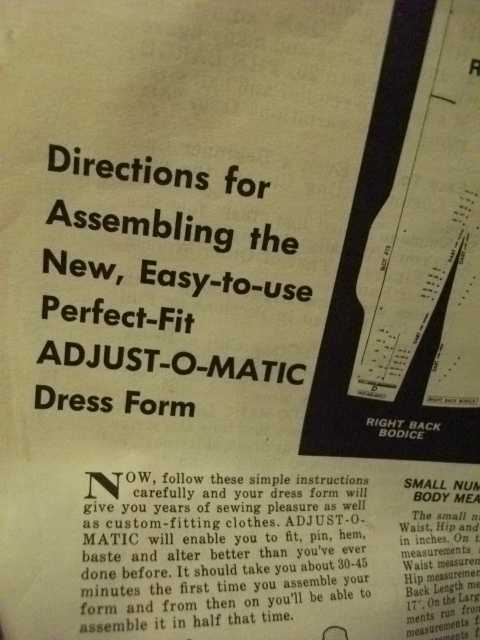 Directions for
Assembling the
New, Easy-to-use
Perfect-Fit
ADJUST-O-MATIC
Dress Form
RIGHT BACK
BODICE
NOW, follow these simple instructions
carefully and your dress form will
give you years of sewing pleasure as well
as custom-fitting clothes. ADJUST-O-
MATIC will enable you to fit, pin, hem,
baste and alter better than you've ever
done before. It should take you about 30-45
minutes the first time you assemble your
form and from then on you'll be able to
assemble it in half that time.
SMALL NUM
BODY MEA
The small n
Waist, Hip and
in inches. On t
measurements
Waist measurem
Hip measuremen
Back Length me
17". On the Larg
ments run from
measurements f